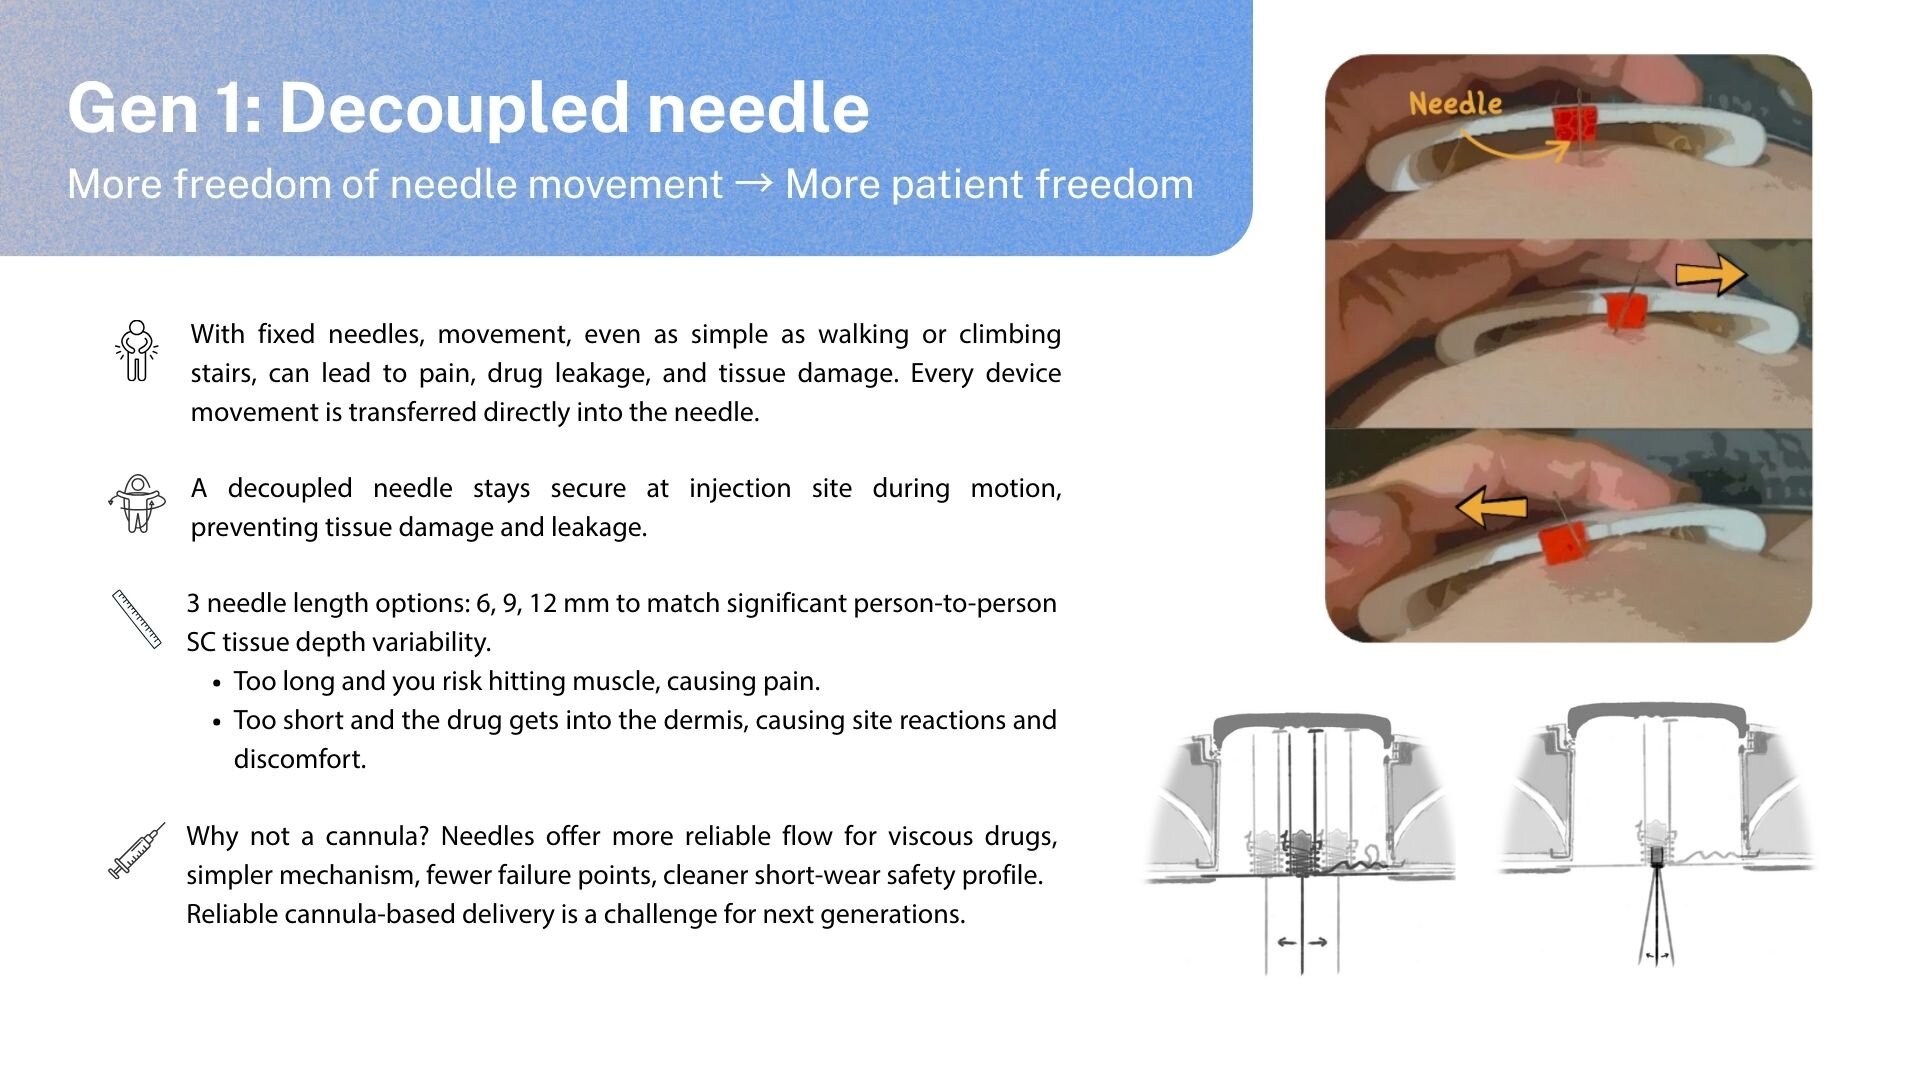 Gen 1: Decoupled needle
More freedom of needle movement → More patient freedom
With fixed needles, movement, even as simple as walking or climbing
stairs, can lead to pain, drug leakage, and tissue damage. Every device
movement is transferred directly into the needle.
A decoupled needle stays secure at injection site during motion,
preventing tissue damage and leakage.
3 needle length options: 6, 9, 12 mm to match significant person-to-person
SC tissue depth variability.
• Too long and you risk hitting muscle, causing pain.
• Too short and the drug gets into the dermis, causing site reactions and
discomfort.
Why not a cannula? Needles offer more reliable flow for viscous drugs,
simpler mechanism, fewer failure points, cleaner short-wear safety profile.
Reliable cannula-based delivery is a challenge for next generations.
Needle